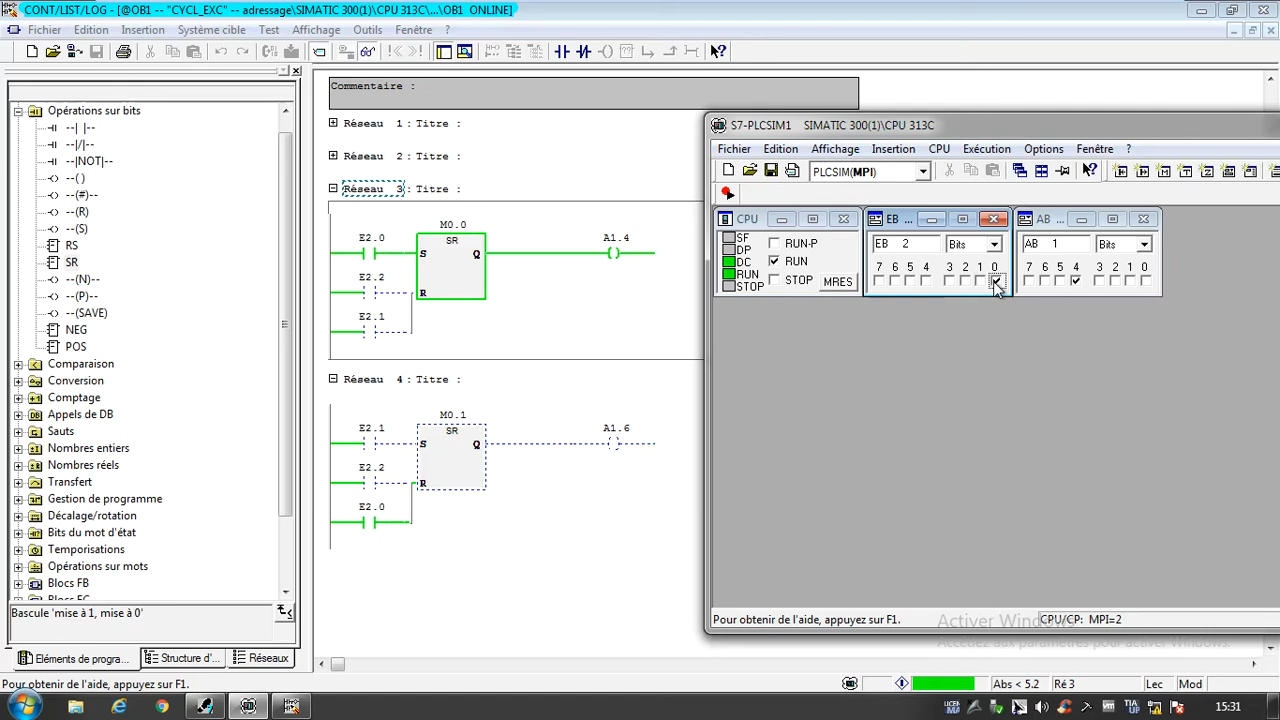 CONT/LIST/LOG - [@OB1 -- "CYCL_EXC" -- adressage\SIMATIC 300(1)\CPU 313C\...\OB1 ONLINE]
Fichier Edition Insertion Système cible Test Affichage Outils Fenêtre ?
Opérations sur bits
--| |--
--|/|--
--|NOT|--
--( )
--(#)--
--(R)
--(S)
RS
SR
--(N)--
--(P)--
--(SAVE)
NEG
POS
Comparaison
Conversion
Comptage
Appels de DB
Sauts
Nombres entiers
Nombres réels
Transfert
Gestion de programme
Décalage/rotation
Bits du mot d'état
Temporisations
Opérations sur mots
Blocs FB
Bascule 'mise à 1, mise à 0'
Eléments de progra...
Structure d'...
Réseaux
Commentaire :
Réseau 1 : Titre :
Réseau 2 : Titre :
Réseau 3 : Titre :
M0.0
E2.0 SR A1.4
S Q
E2.2
R
E2.1
Réseau 4 : Titre :
M0.1
E2.1 SR A1.6
S Q
E2.2
R
E2.0
S7-PLCSIM1 SIMATIC 300(1)\CPU 313C
Fichier Edition Affichage Insertion CPU Exécution Options Fenêtre ?
PLCSIM(MPI)
CPU
SF
DP
DC
RUN
STOP
RUN-P
RUN
STOP
MRES
EB ...
EB 2 Bits
7 6 5 4 3 2 1 0
AB ...
AB 1 Bits
7 6 5 4 3 2 1 0
Activer Windows
Accédez aux paramètres pour activer Windows.
Pour obtenir de l'aide, appuyez sur F1.
CPU/CP: MPI=2
Pour obtenir de l'aide, appuyez sur F1.
Abs < 5.2 Ré 3 Lec Mod
15:31